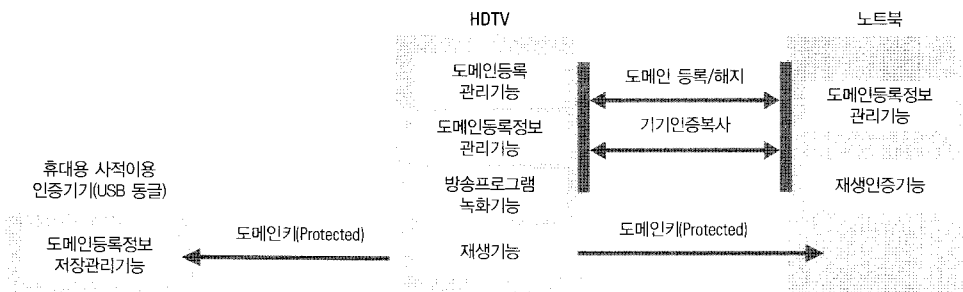 HDTV
노트북
도메인등록
관리기능
도메인 등록/해지
도메인등록정보
관리기능
도메인등록정보
관리기능
기기인증복사
휴대용 사적이용
인증기기(USB 동글)
방송프로그램
녹화기능
재생인증기능
도메인등록정보
저장관리기능
도메인키(Protected)
재생기능
도메인키(Protected)